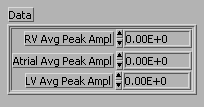 Data
RV Avg Peak Ampl 0.00E+0
Atrial Avg Peak Ampl 0.00E+0
LV Avg Peak Ampl 0.00E+0